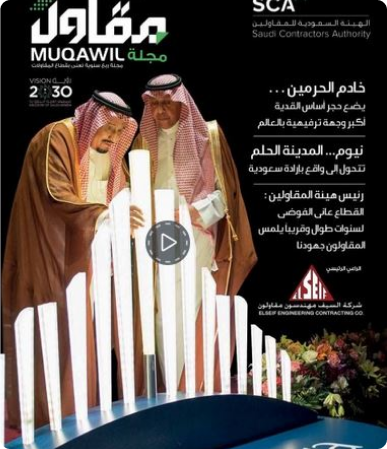 SCA
الهيئة السعودية للمقاولين
Saudi Contractors Authority
مقاول
مجلة
MUQAWIL
مجلة ربع سنوية تعنى بقطاع المقاولات
VISION رؤيـة
2030
خادم الحرمين ...
يضع حجر أساس القدية
أكبر وجهة ترفيهية بالعالم
نيوم... المدينة الحلم
تتحول الى واقع بإرادة سعودية
رئيس هيئة المقاولين :
القطاع عانى الفوضى
لسنوات طوال وقريبا يلمس
المقاولون جهودنا
الراعي الرئيسي
ELSEIF
شركة السيف مهندسون مقاولون
ELSEIF ENGINEERING CONTRACTING CO.